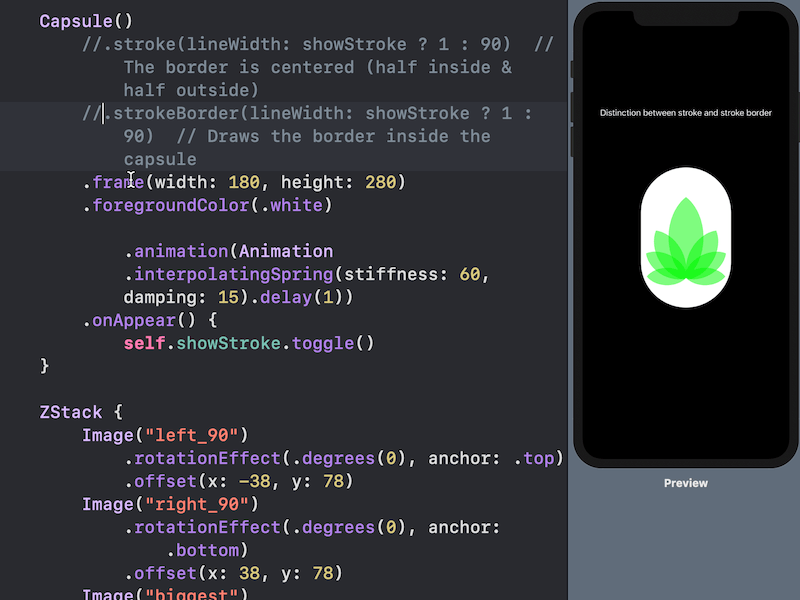 Capsule()
//.stroke(lineWidth: showStroke ? 1 : 90)  //
The border is centered (half inside &
half outside)
//.strokeBorder(lineWidth: showStroke ? 1 :
90)  // Draws the border inside the
capsule
.frame(width: 180, height: 280)
.foregroundColor(.white)
.animation(Animation
.interpolatingSpring(stiffness: 60,
damping: 15).delay(1))
.onAppear() {
self.showStroke.toggle()
}
ZStack {
Image("left_90")
.rotationEffect(.degrees(0), anchor: .top)
.offset(x: −38, y: 78)
Image("right_90")
.rotationEffect(.degrees(0), anchor:
.bottom)
.offset(x: 38, y: 78)
Image("biggest")
Distinction between stroke and stroke border
Preview